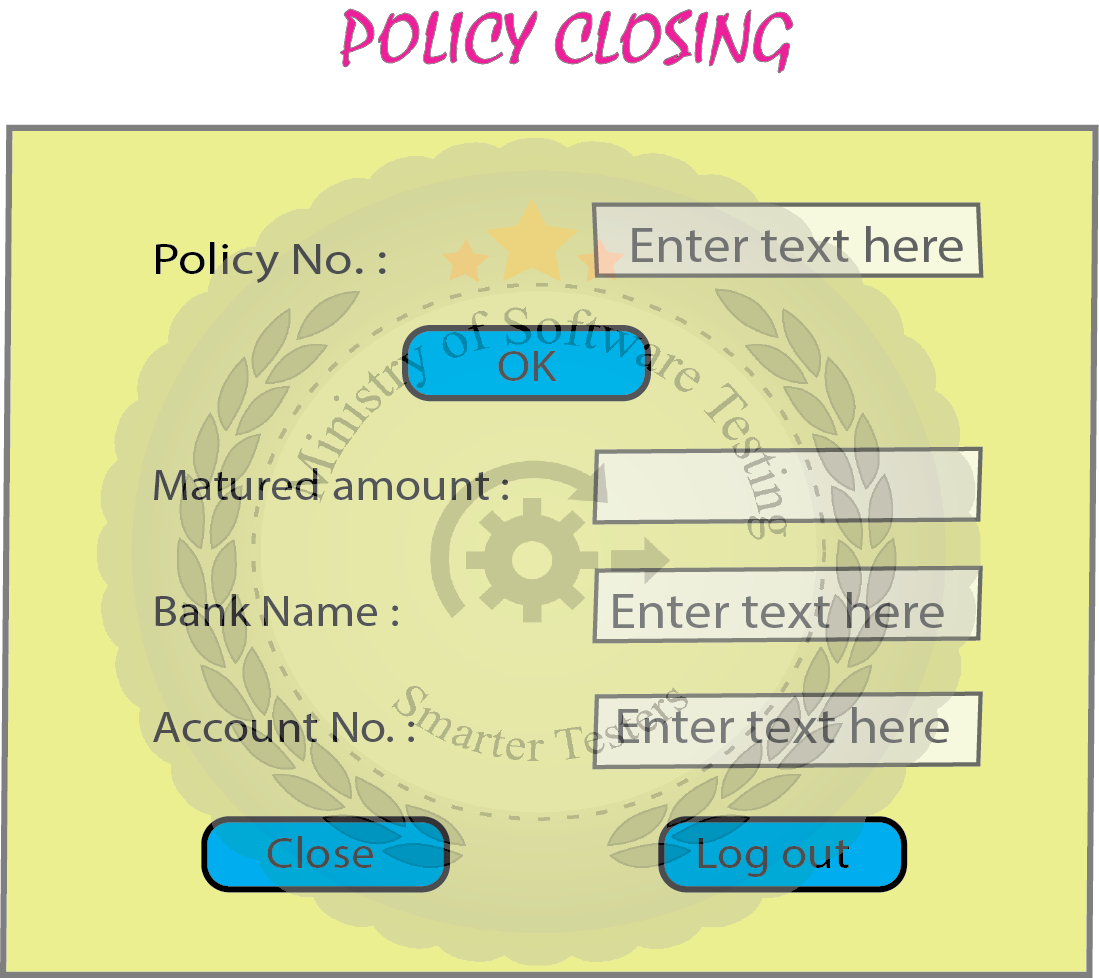 POLICY CLOSING
Policy No. : Enter text here
Ministry of Software Testing
OK
Matured amount :
Bank Name : Enter text here
Account No. : Enter text here
Smarter Testers
Close Log out